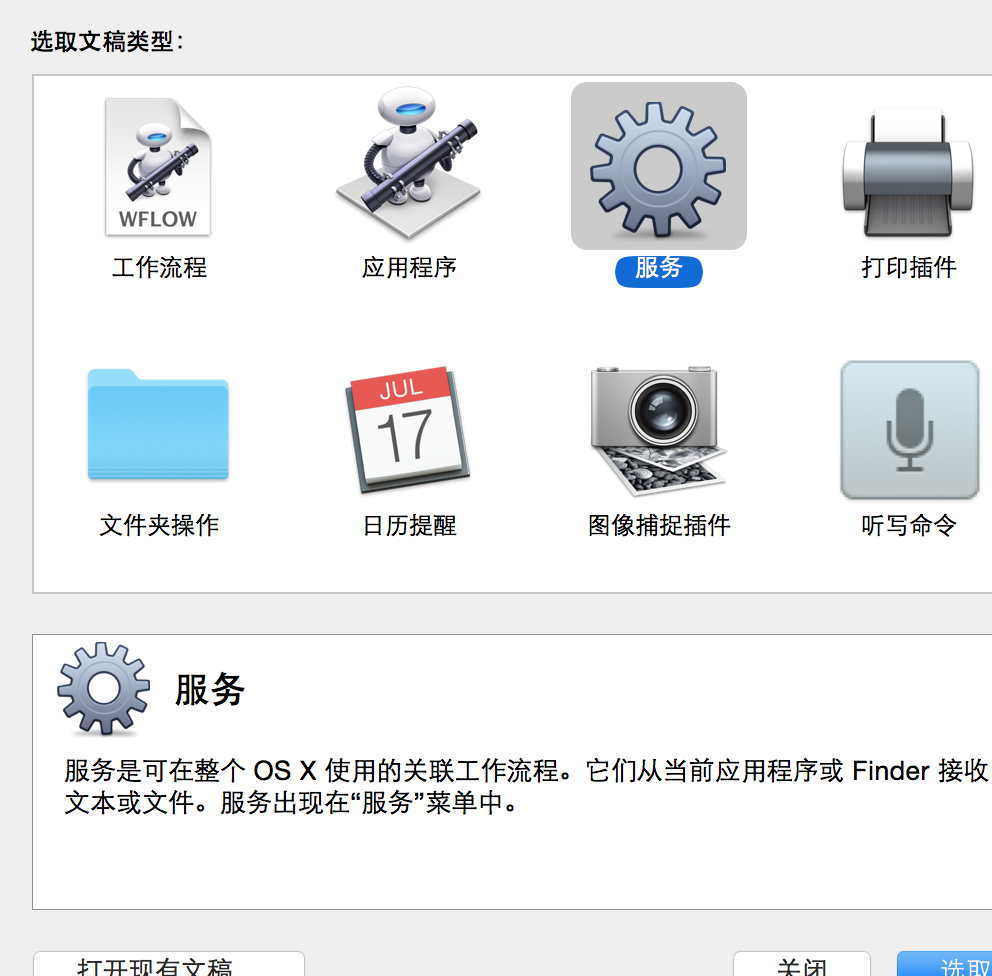 选取文稿类型：
WFLOW
工作流程
应用程序
服务
打印插件
JUL
17
文件夹操作
日历提醒
图像捕捉插件
听写命令
服务
服务是可在整个 OS X 使用的关联工作流程。它们从当前应用程序或 Finder 接收
文本或文件。服务出现在“服务”菜单中。
打开现有文稿
关闭
选取